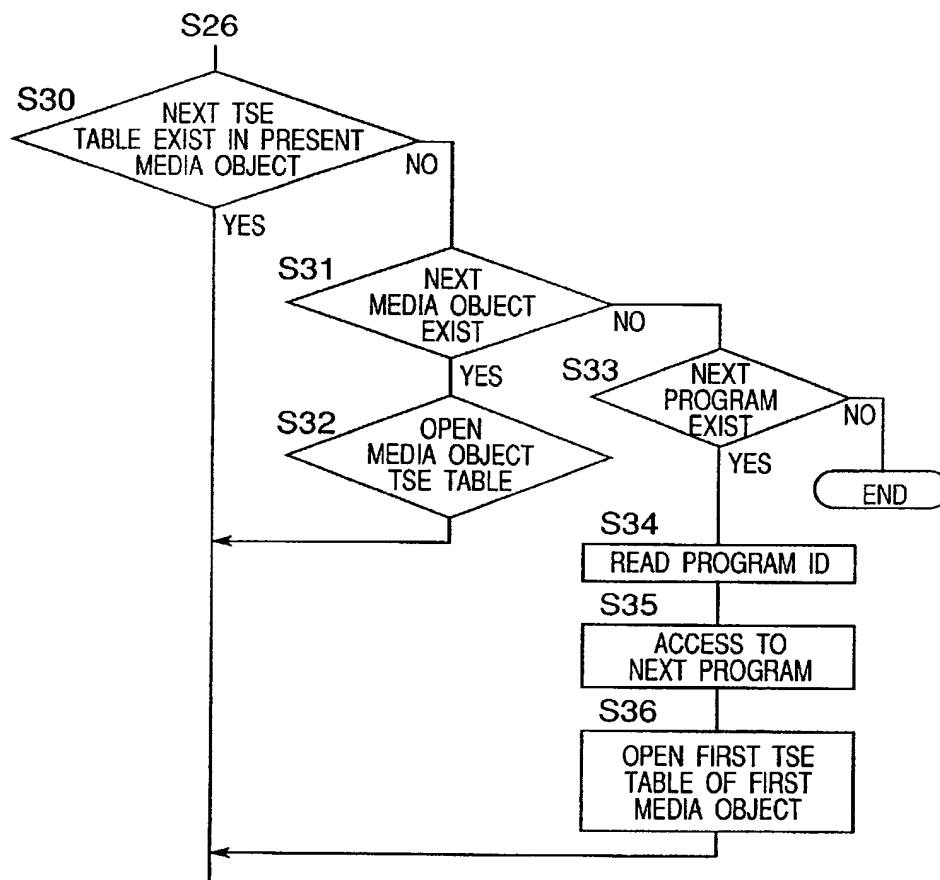 S26
S30
NEXT TSE
TABLE EXIST IN PRESENT
MEDIA OBJECT
NO
YES
S31
NEXT
MEDIA OBJECT
EXIST
NO
YES
S33
NEXT
PROGRAM
EXIST
NO
YES
END
S32
OPEN
MEDIA OBJECT
TSE TABLE
S34
READ PROGRAM ID
S35
ACCESS TO
NEXT PROGRAM
S36
OPEN FIRST TSE
TABLE OF FIRST
MEDIA OBJECT